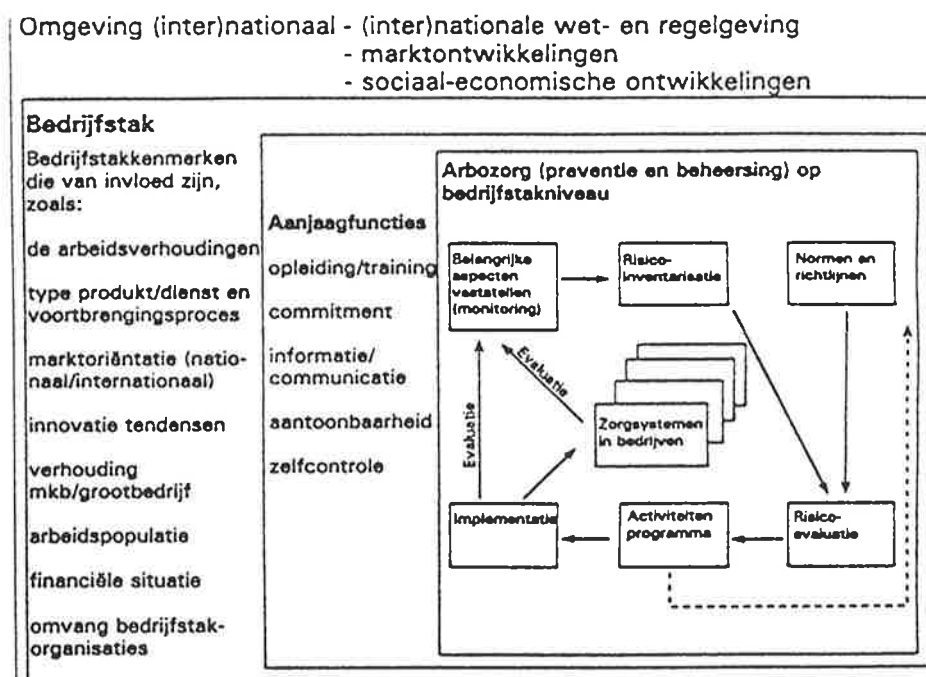 Omgeving (inter)nationaal - (inter)nationale wet- en regelgeving
- marktontwikkelingen
- sociaal-economische ontwikkelingen
Bedrijfstak
Bedrijfstakkenmerken
die van invloed zijn,
zoals:
de arbeidsverhoudingen
type produkt/dienst en
voortbrengingsproces
marktoriëntatie (natio-
naal/internationaal)
innovatie tendensen
verhouding
mkb/grootbedrijf
arbeidspopulatie
financiële situatie
omvang bedrijfstak-
organisaties
Aanjaagfuncties
opleiding/training
commitment
informatie/
communicatie
aantoonbaarheid
zelfcontrole
Arbozorg (preventie en beheersing) op
bedrijfstakniveau
Belangrijke
aspecten
vaststellen
(monitoring)
Risico-
inventarisatie
Normen en
richtlijnen
Evaluatie
Evaluatie
Zorgsystemen
in bedrijven
Implementatie
Activiteiten
programma
Risico-
evaluatie